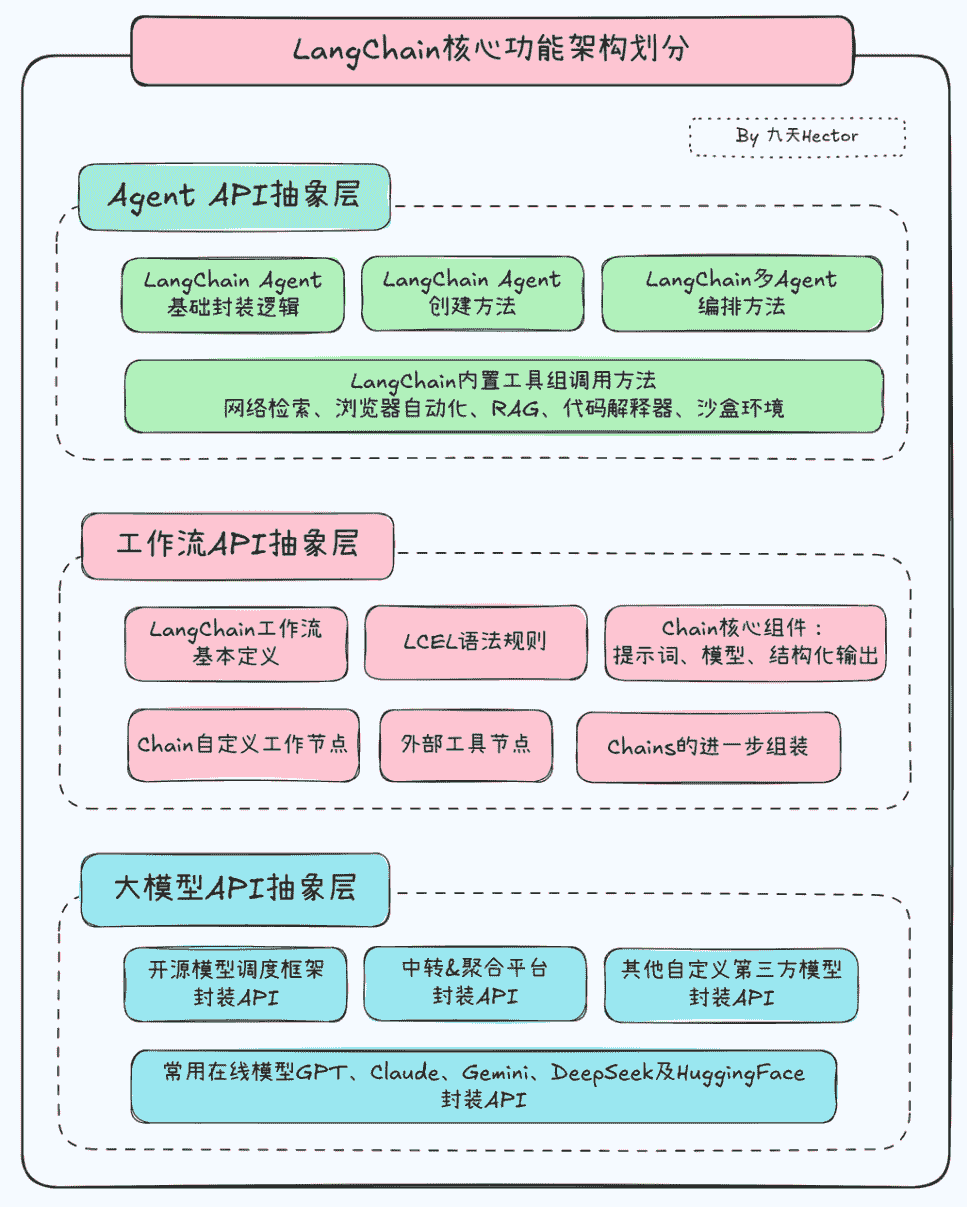 LangChain核心功能架构划分
By 九天Hector
Agent API抽象层
LangChain Agent
基础封装逻辑
LangChain Agent
创建方法
LangChain多Agent
编排方法
LangChain内置工具组调用方法
网络检索、浏览器自动化、RAG、代码解释器、沙盒环境
工作流API抽象层
LangChain工作流
基本定义
LCEL语法规则
Chain核心组件：
提示词、模型、结构化输出
Chain自定义工作节点
外部工具节点
Chains的进一步组装
大模型API抽象层
开源模型调度框架
封装API
中转&聚合平台
封装API
其他自定义第三方模型
封装API
常用在线模型GPT、Claude、Gemini、DeepSeek及HuggingFace
封装API